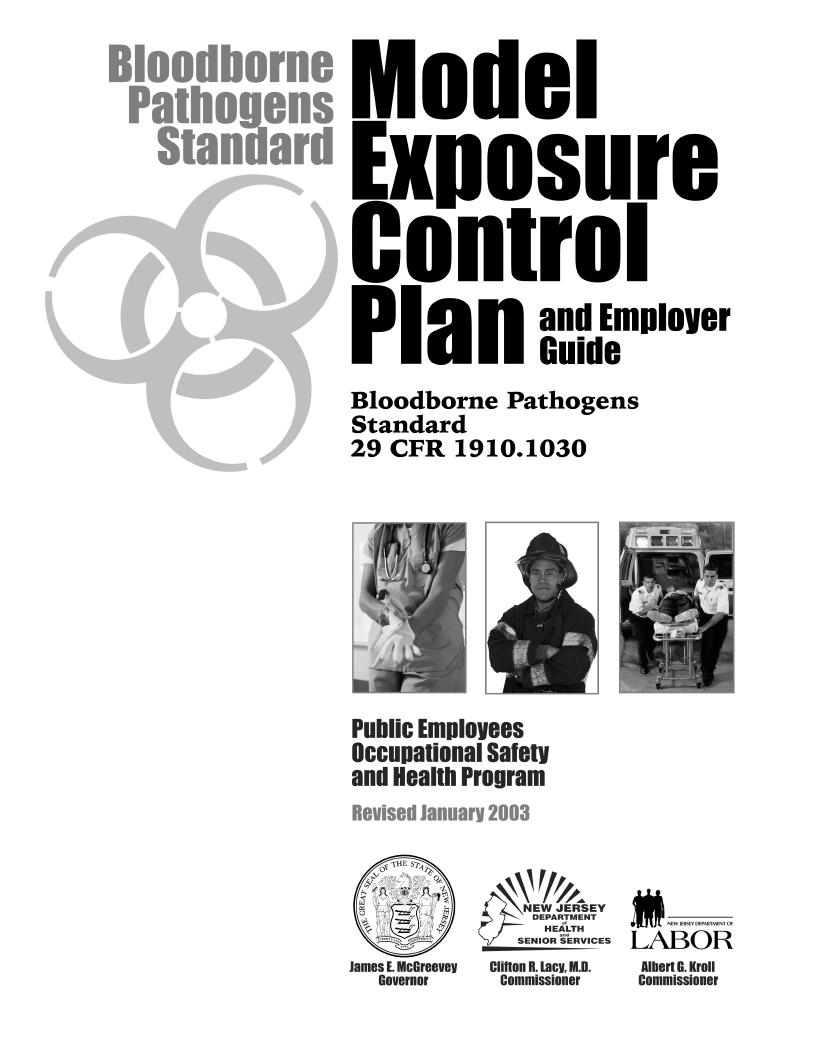 Bloodborne
Pathogens
Standard
Model
Exposure
Control
Plan
and Employer
Guide
Bloodborne Pathogens
Standard
29 CFR 1910.1030
Public Employees
Occupational Safety
and Health Program
Revised January 2003
THE GREAT SEAL OF THE STATE OF NEW JERSEY
NEW JERSEY
DEPARTMENT
of
HEALTH
and
SENIOR SERVICES
NEW JERSEY DEPARTMENT OF
LABOR
James E. McGreevey
Governor
Clifton R. Lacy, M.D.
Commissioner
Albert G. Kroll
Commissioner